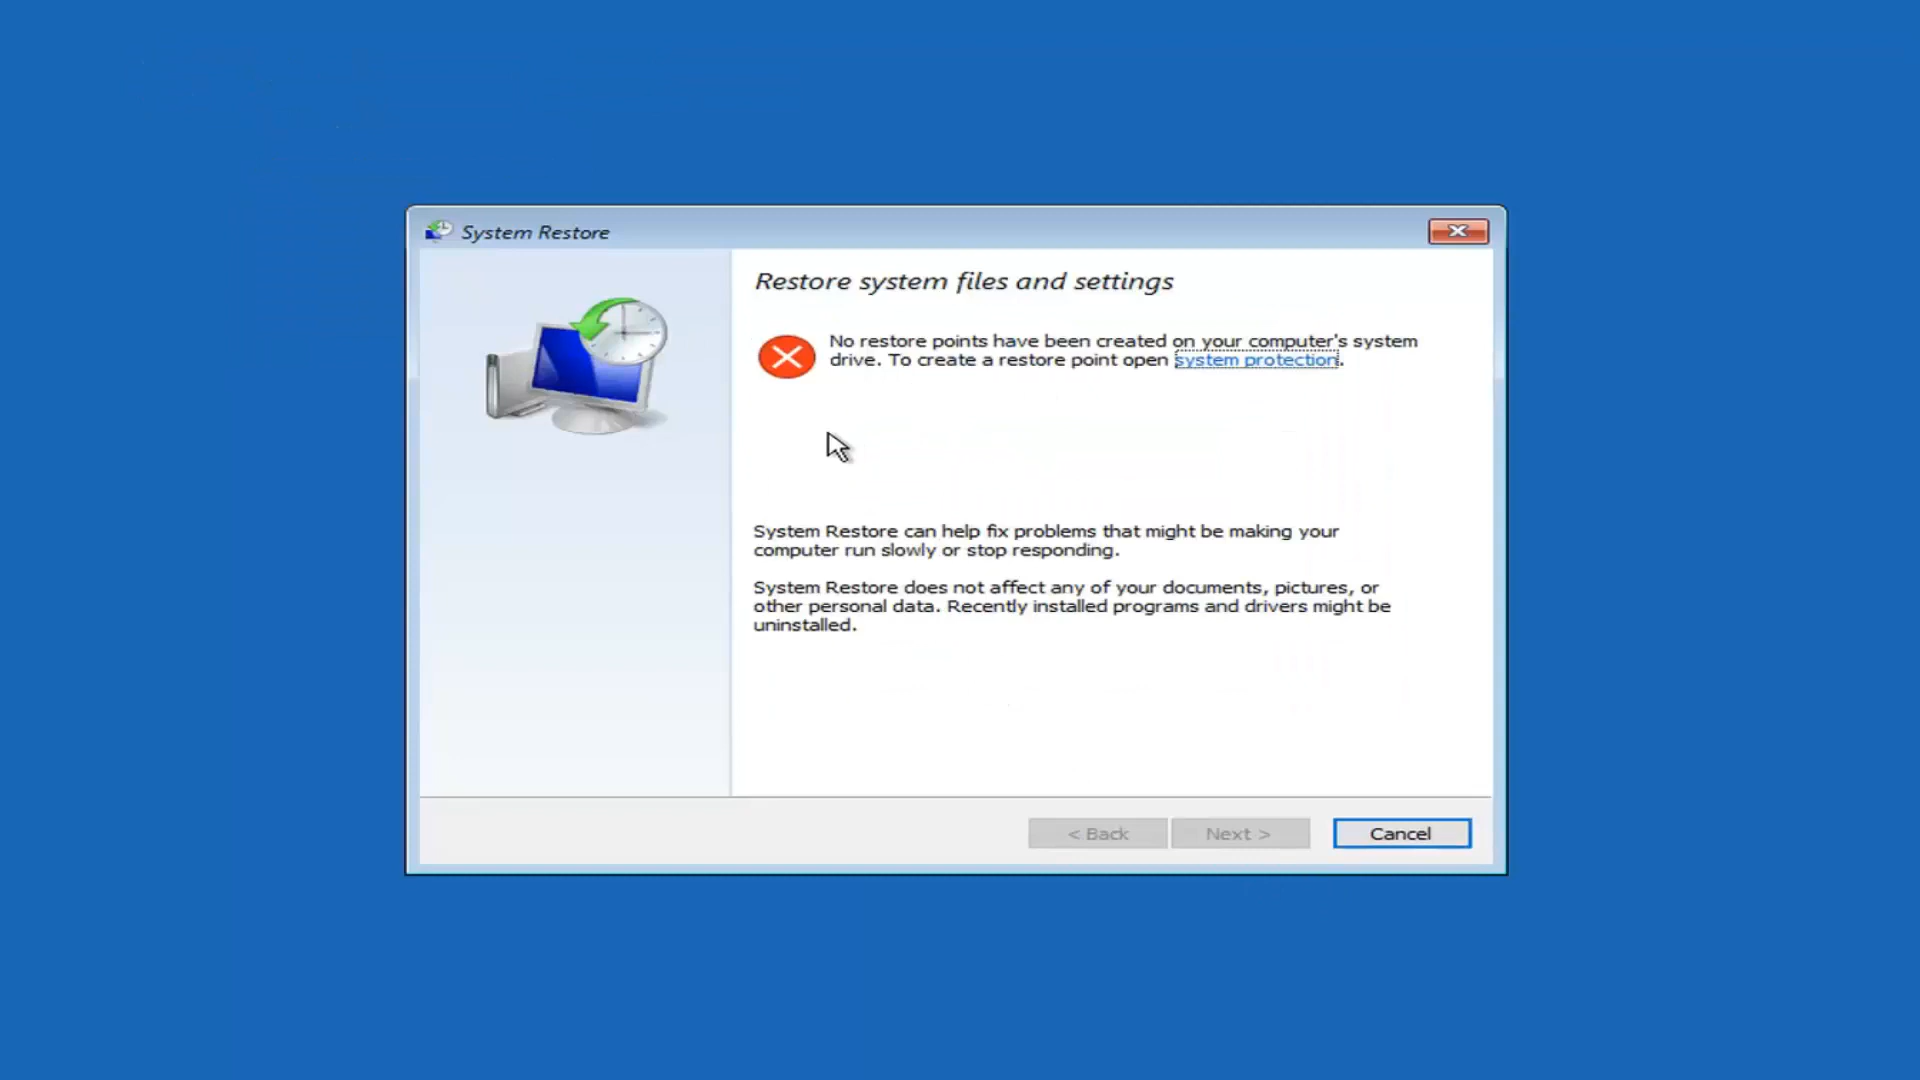 System Restore
Restore system files and settings
No restore points have been created on your computer's system
drive. To create a restore point open system protection.
System Restore can help fix problems that might be making your
computer run slowly or stop responding.
System Restore does not affect any of your documents, pictures, or
other personal data. Recently installed programs and drivers might be
uninstalled.
< Back Next > Cancel